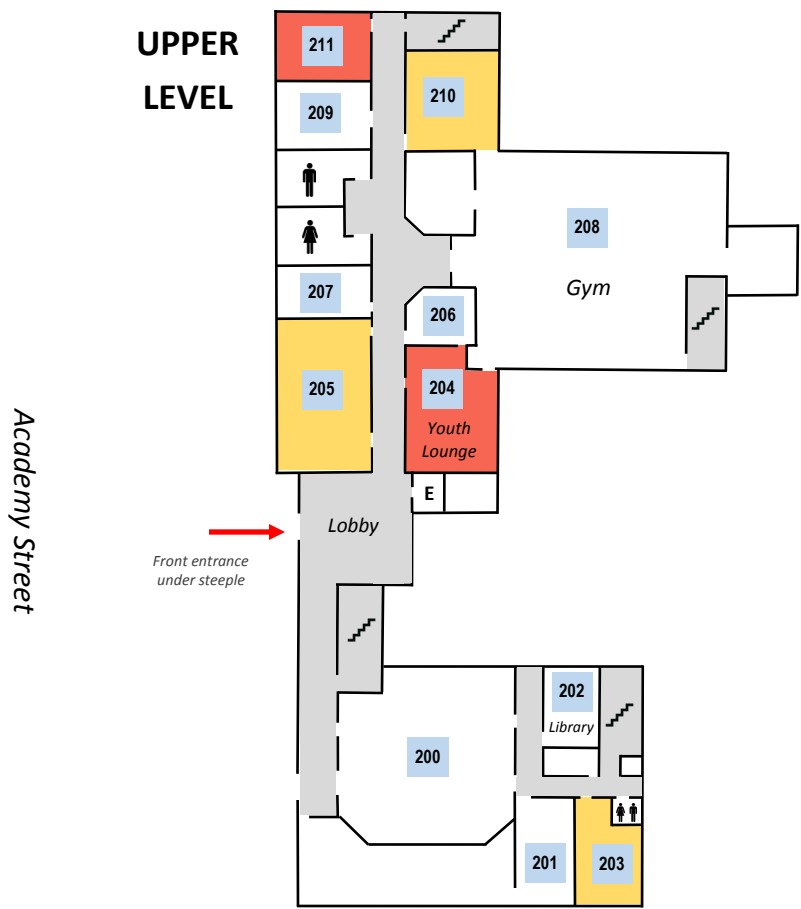 UPPER
LEVEL
211
210
209
208
Gym
207
206
205
204
Youth
Lounge
E
Lobby
Front entrance
under steeple
Academy Street
202
Library
200
201
203